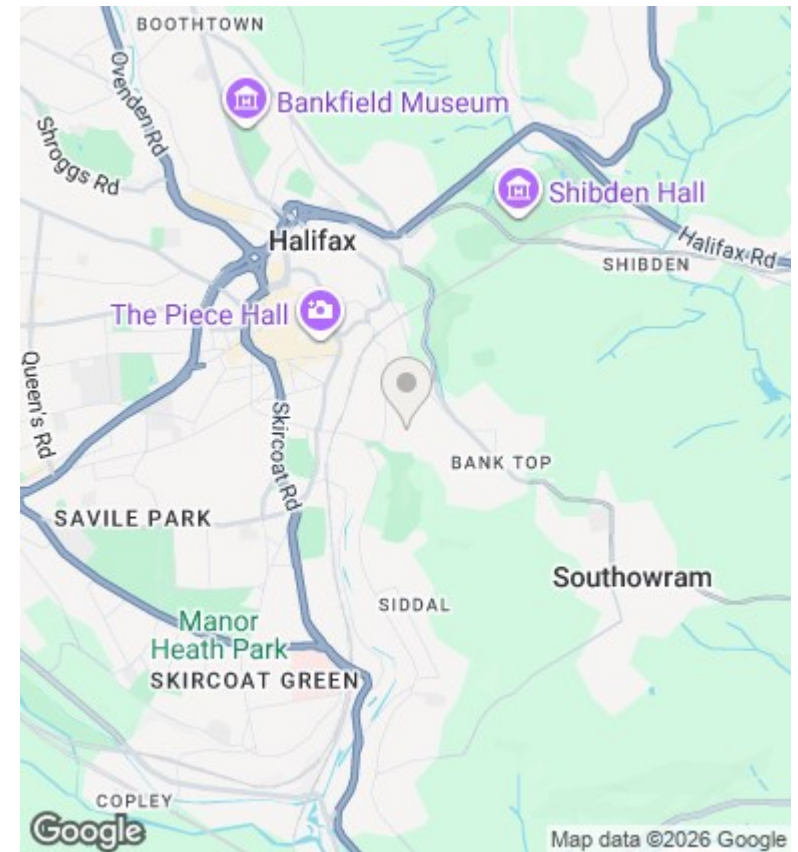 BOOTHTOWN
Ovenden Rd
Bankfield Museum
Shroggs Rd
Shibden Hall
Halifax
Halifax Rd
SHIBDEN
The Piece Hall
Queen's Rd
Skircoat Rd
BANK TOP
SAVILE PARK
Southowram
SIDDAL
Manor
Heath Park
SKIRCOAT GREEN
COPLEY
Google
Map data ©2026 Google